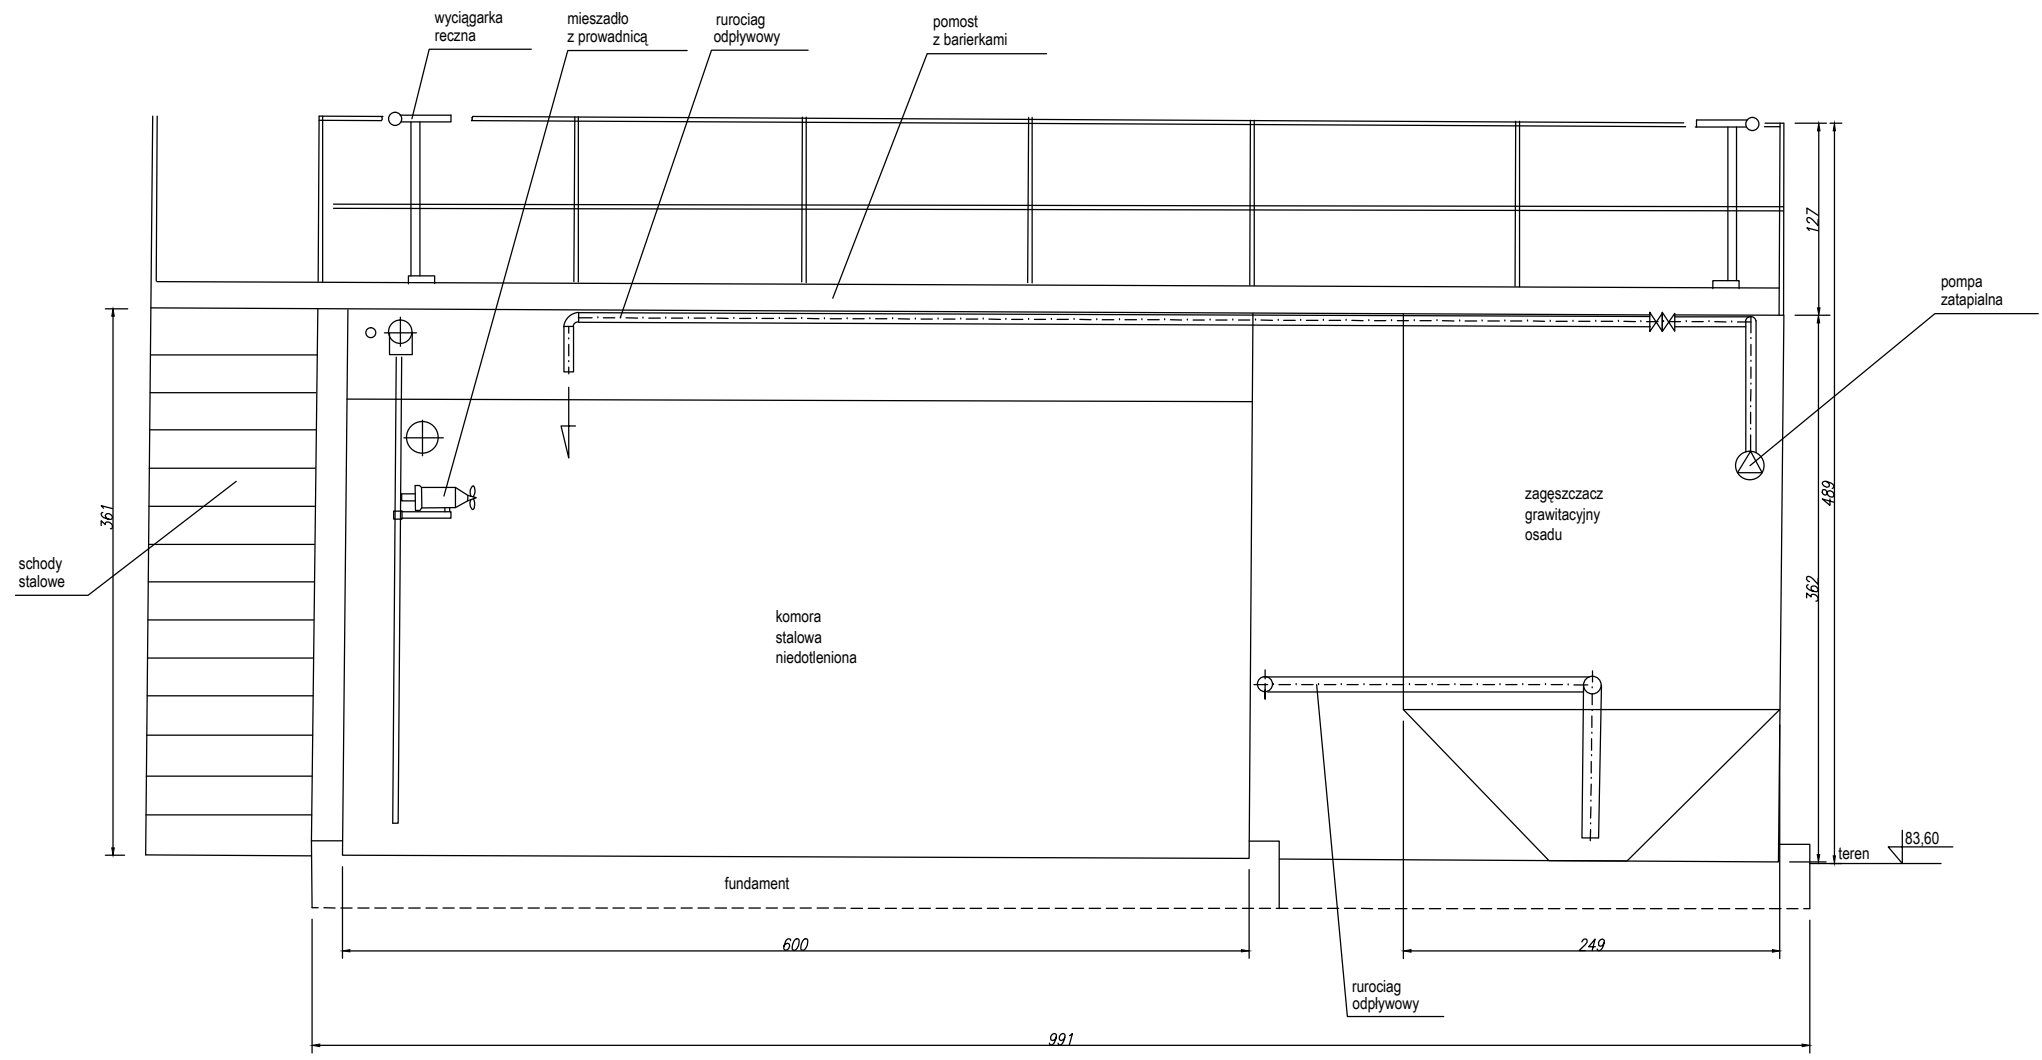 wyciągarka
reczna
mieszadło
z prowadnicą
rurociag
odpływowy
pomost
z barierkami
127
pompa
zatapialna
361
489
zagęszczacz
grawitacyjny
osadu
schody
stalowe
362
komora
stalowa
niedotleniona
83,60
teren
fundament
600
249
rurociag
odpływowy
991